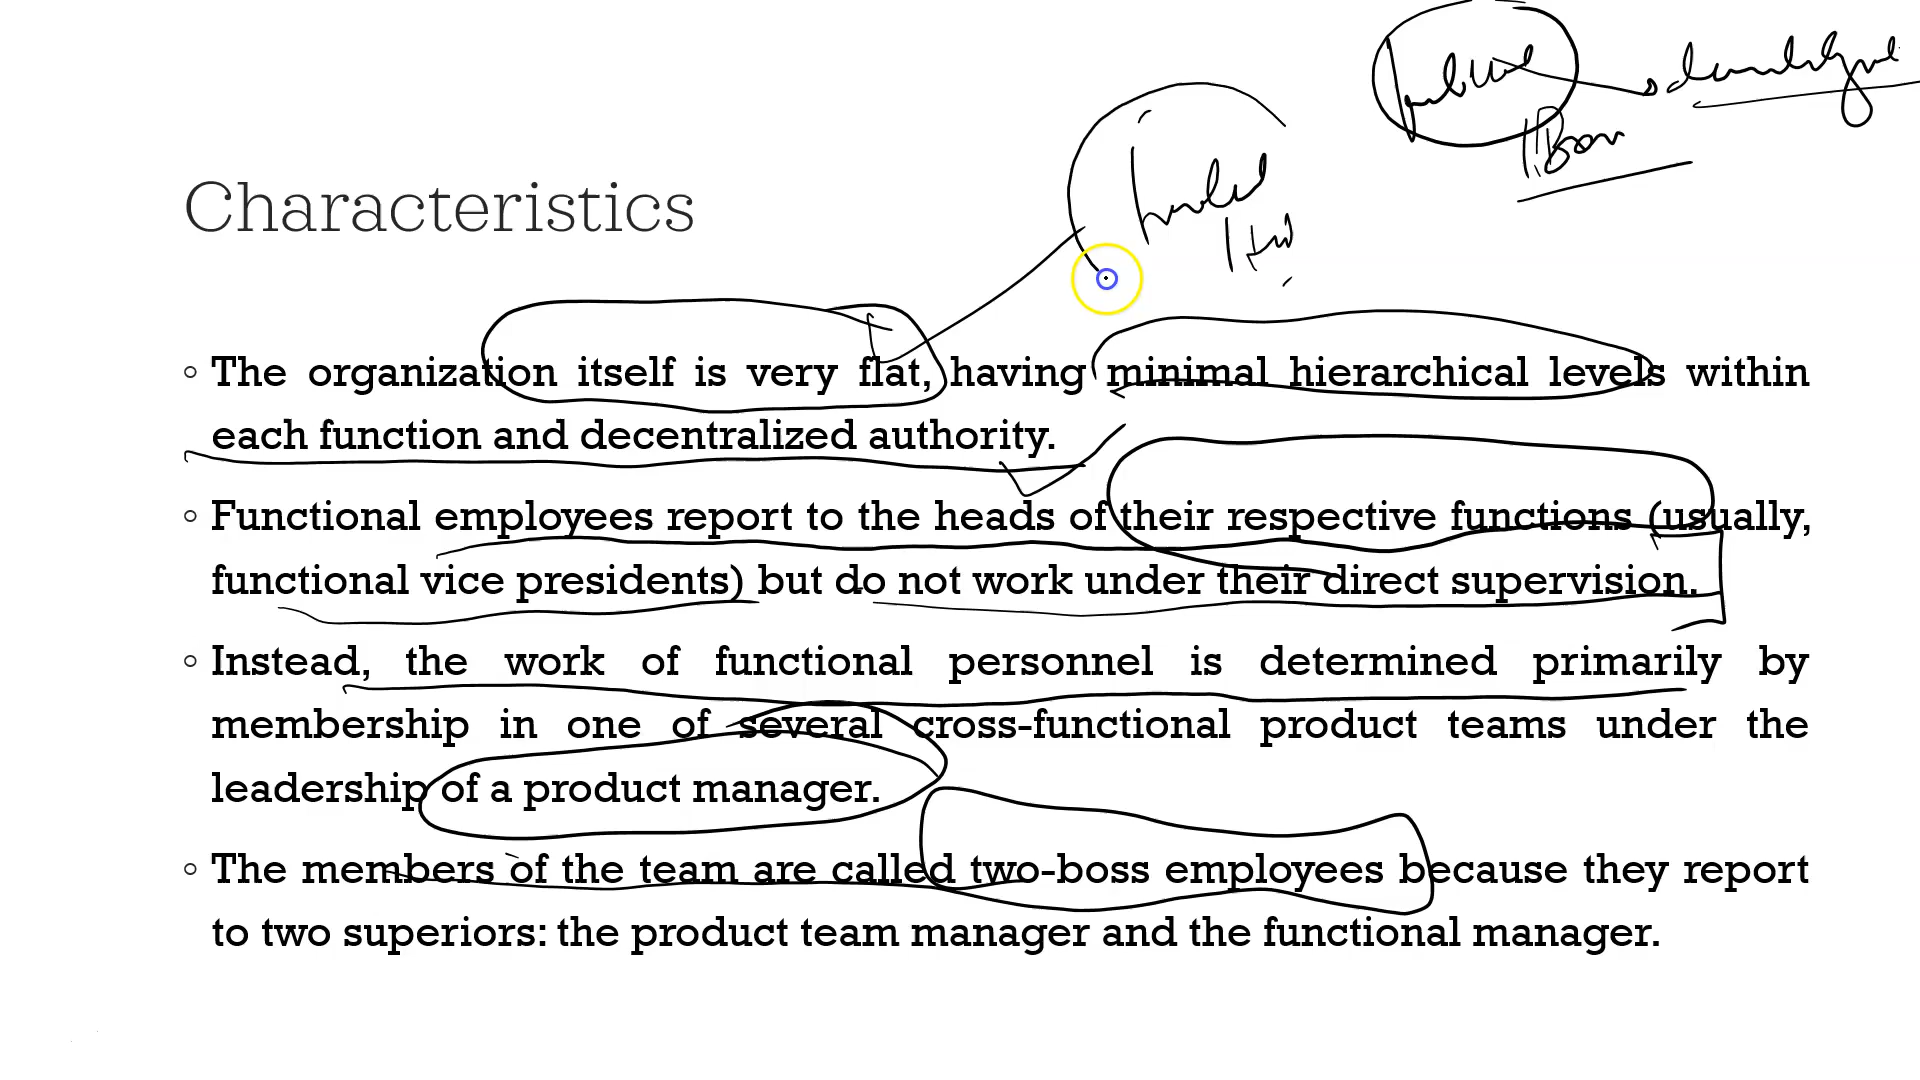 Characteristics
The organization itself is very flat, having minimal hierarchical levels within
each function and decentralized authority.
Functional employees report to the heads of their respective functions (usually,
functional vice presidents) but do not work under their direct supervision.
Instead, the work of functional personnel is determined primarily by
membership in one of several cross-functional product teams under the
leadership of a product manager.
The members of the team are called two-boss employees because they report
to two superiors: the product team manager and the functional manager.